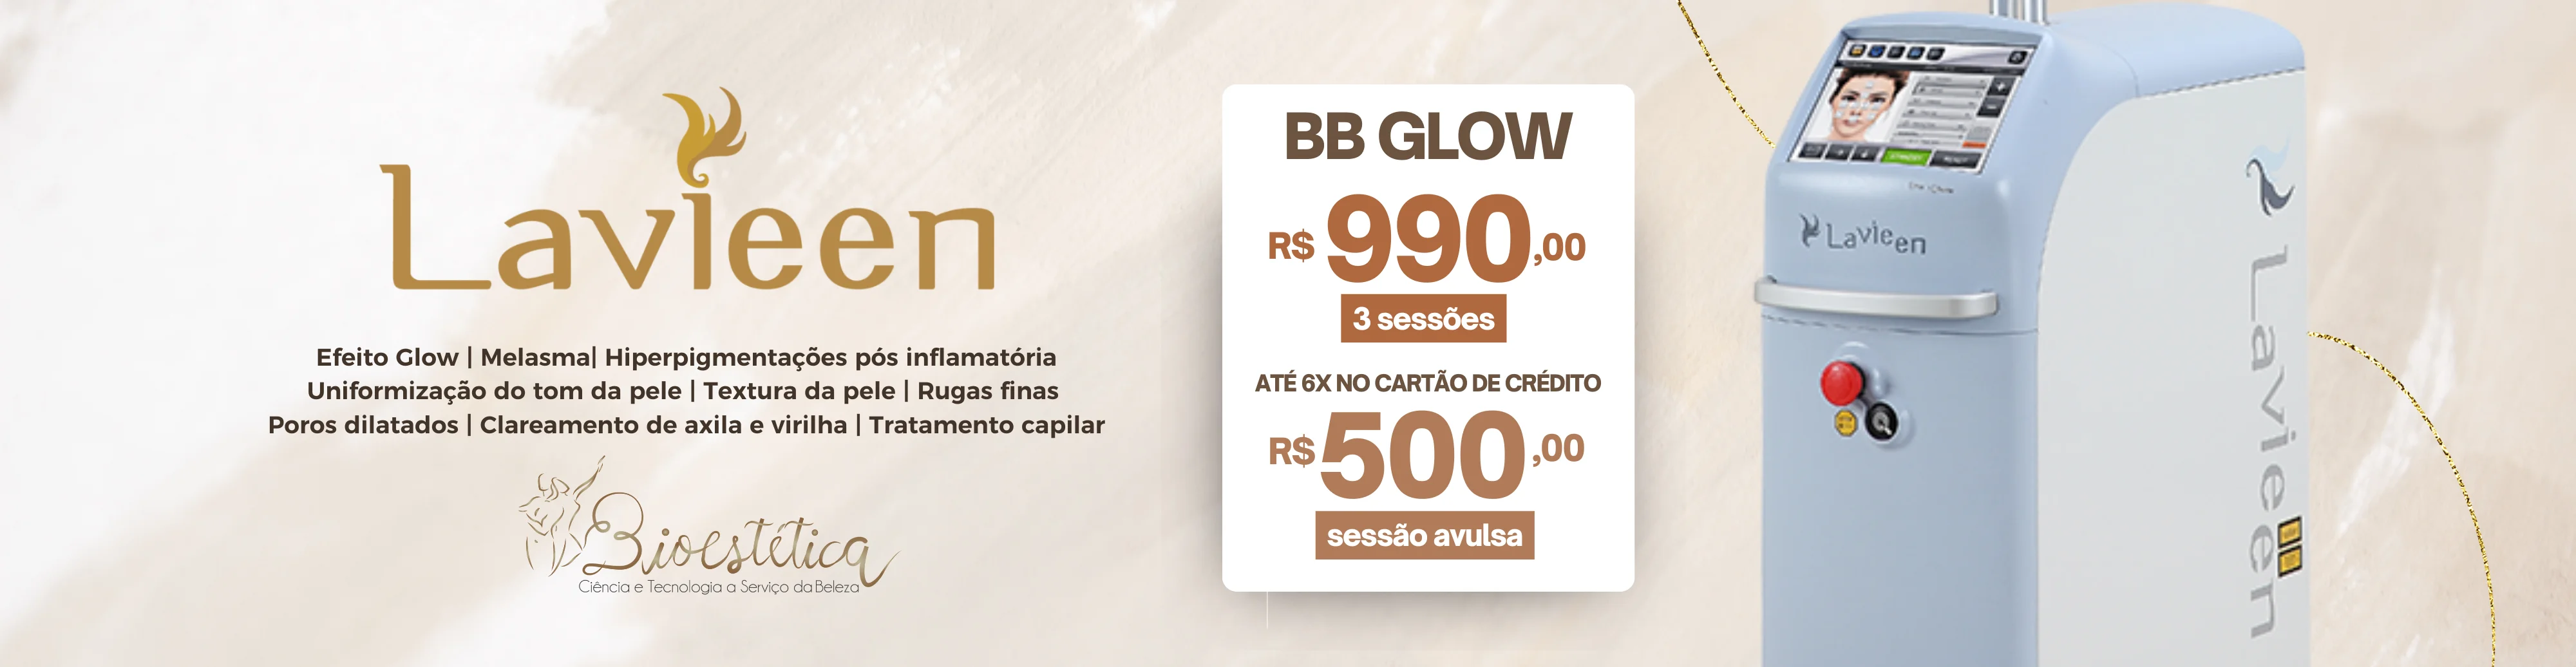 Lavieen
Efeito Glow | Melasma| Hiperpigmentações pós inflamatória
Uniformização do tom da pele | Textura da pele | Rugas finas
Poros dilatados | Clareamento de axila e virilha | Tratamento capilar
Bioestética
Ciência e Tecnologia a Serviço da Beleza
BB GLOW
R$ 990,00
3 sessões
ATÉ 6X NO CARTÃO DE CRÉDITO
R$ 500,00
sessão avulsa
Lavieen
Lavieen